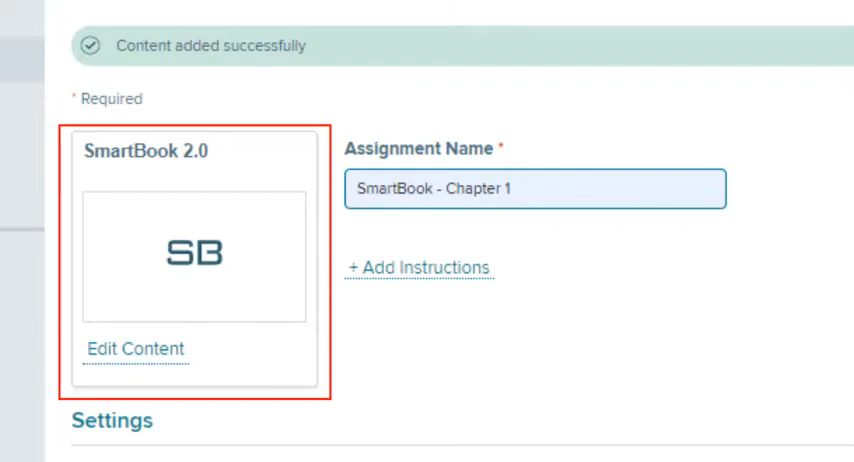 Content added successfully
* Required
SmartBook 2.0
SB
Edit Content
Assignment Name *
SmartBook - Chapter 1
+ Add Instructions
Settings